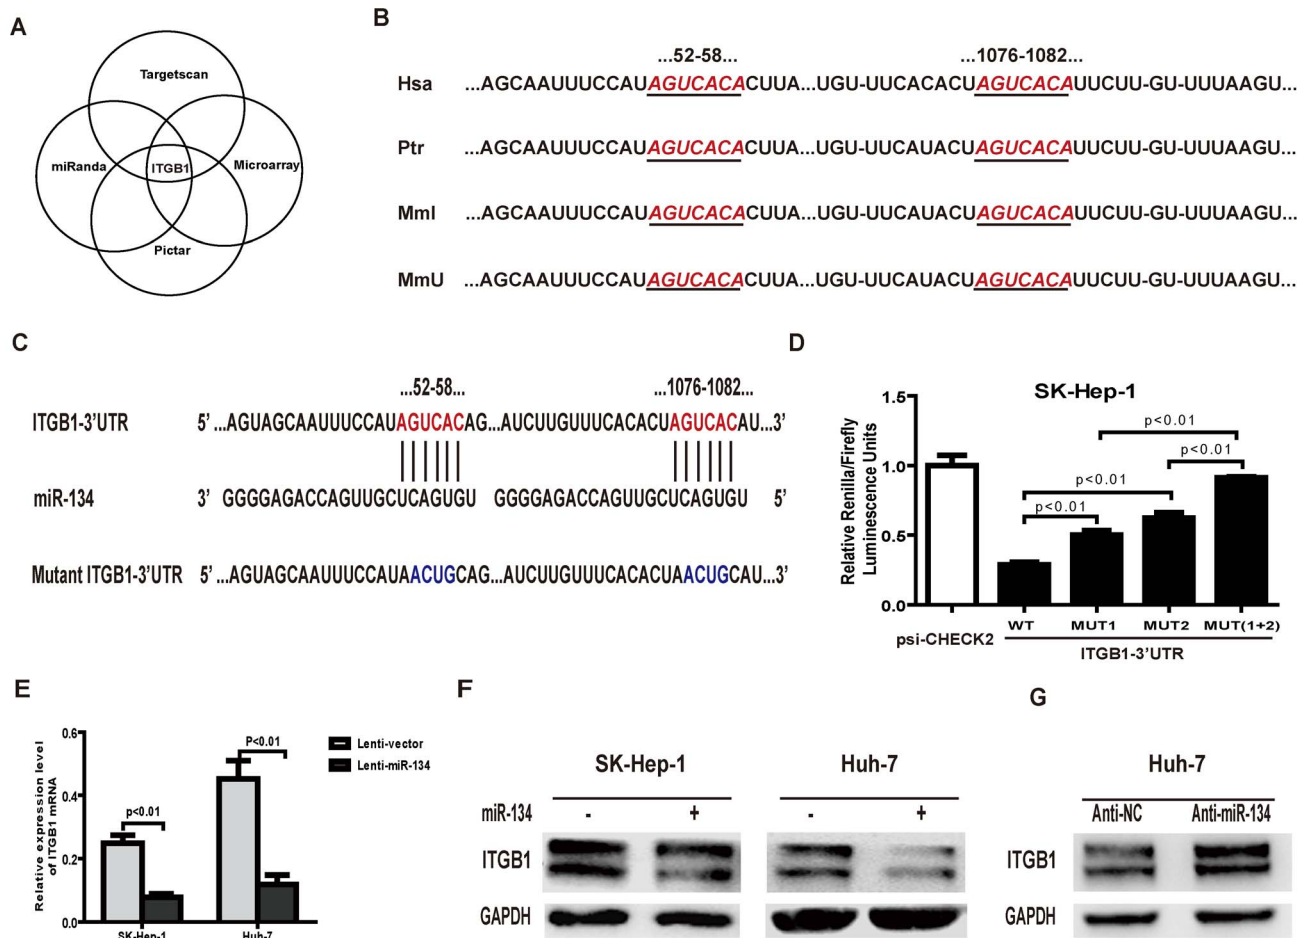 A
Targetscan
miRanda
ITGB1
Microarray
Pictar
B
...52-58... ...1076-1082...
Hsa ...AGCAAUUUCCAUAGUCACACUUA...UGU-UUCACACUAGUCACAUUCUU-GU-UUUAAGU...
Ptr ...AGCAAUUUCCAUAGUCACACUUA...UGU-UUCAUACUAGUCACAUUCUU-GU-UUUAAGU...
Mml ...AGCAAUUUCCAUAGUCACACUUA...UGU-UUCAUACUAGUCACAUUCUU-GU-UUUAAGU...
MmU ...AGCAAUUUCCAUAGUCACACUUA...UGU-UUCAUACUAGUCACAUUCUU-GU-UUUAAGU...
C
...52-58... ...1076-1082...
ITGB1-3'UTR 5' ...AGUAGCAAUUUCCAUAGUCACAG...AUCUUGUUUCACACUAGUCACAU...3'
miR-134 3' GGGGAGACCAGUUGCUCAGUGU GGGGAGACCAGUUGCUCAGUGU 5'
Mutant ITGB1-3'UTR 5' ...AGUAGCAAUUUCCAUAACUGCAG...AUCUUGUUUCACACUAACUGCAU...3'
D
SK-Hep-1
Relative Renilla/Firefly
Luminescence Units
1.5
1.0
0.5
0.0
p<0.01
p<0.01
p<0.01
p<0.01
WT MUT1 MUT2 MUT(1+2)
psi-CHECK2
ITGB1-3'UTR
E
Relative expression level
of ITGB1 mRNA
0.6
0.4
0.2
0.0
p<0.01
P<0.01
SK-Hep-1 Huh-7
Lenti-vector
Lenti-miR-134
F
SK-Hep-1 Huh-7
miR-134 - + - +
ITGB1
GAPDH
G
Huh-7
Anti-NC Anti-miR-134
ITGB1
GAPDH